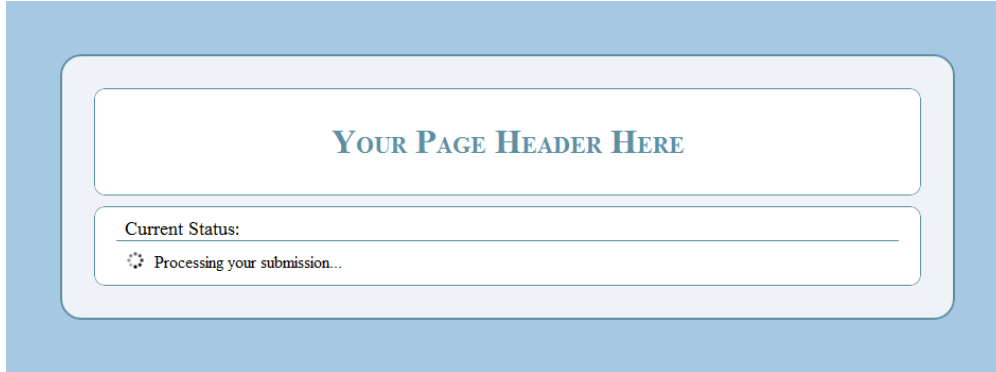 Your Page Header Here
Current Status:
Processing your submission...